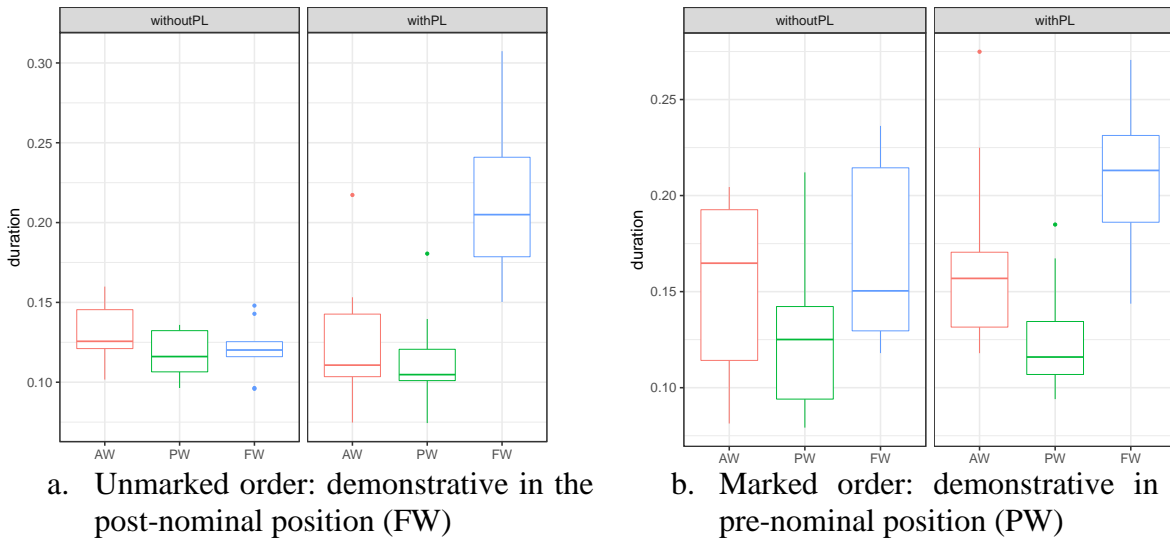 withoutPL withPL
duration
0.30
0.25
0.20
0.15
0.10
AW PW FW AW PW FW
a. Unmarked order: demonstrative in the
post-nominal position (FW)
withoutPL withPL
duration
0.25
0.20
0.15
0.10
AW PW FW AW PW FW
b. Marked order: demonstrative in
pre-nominal position (PW)